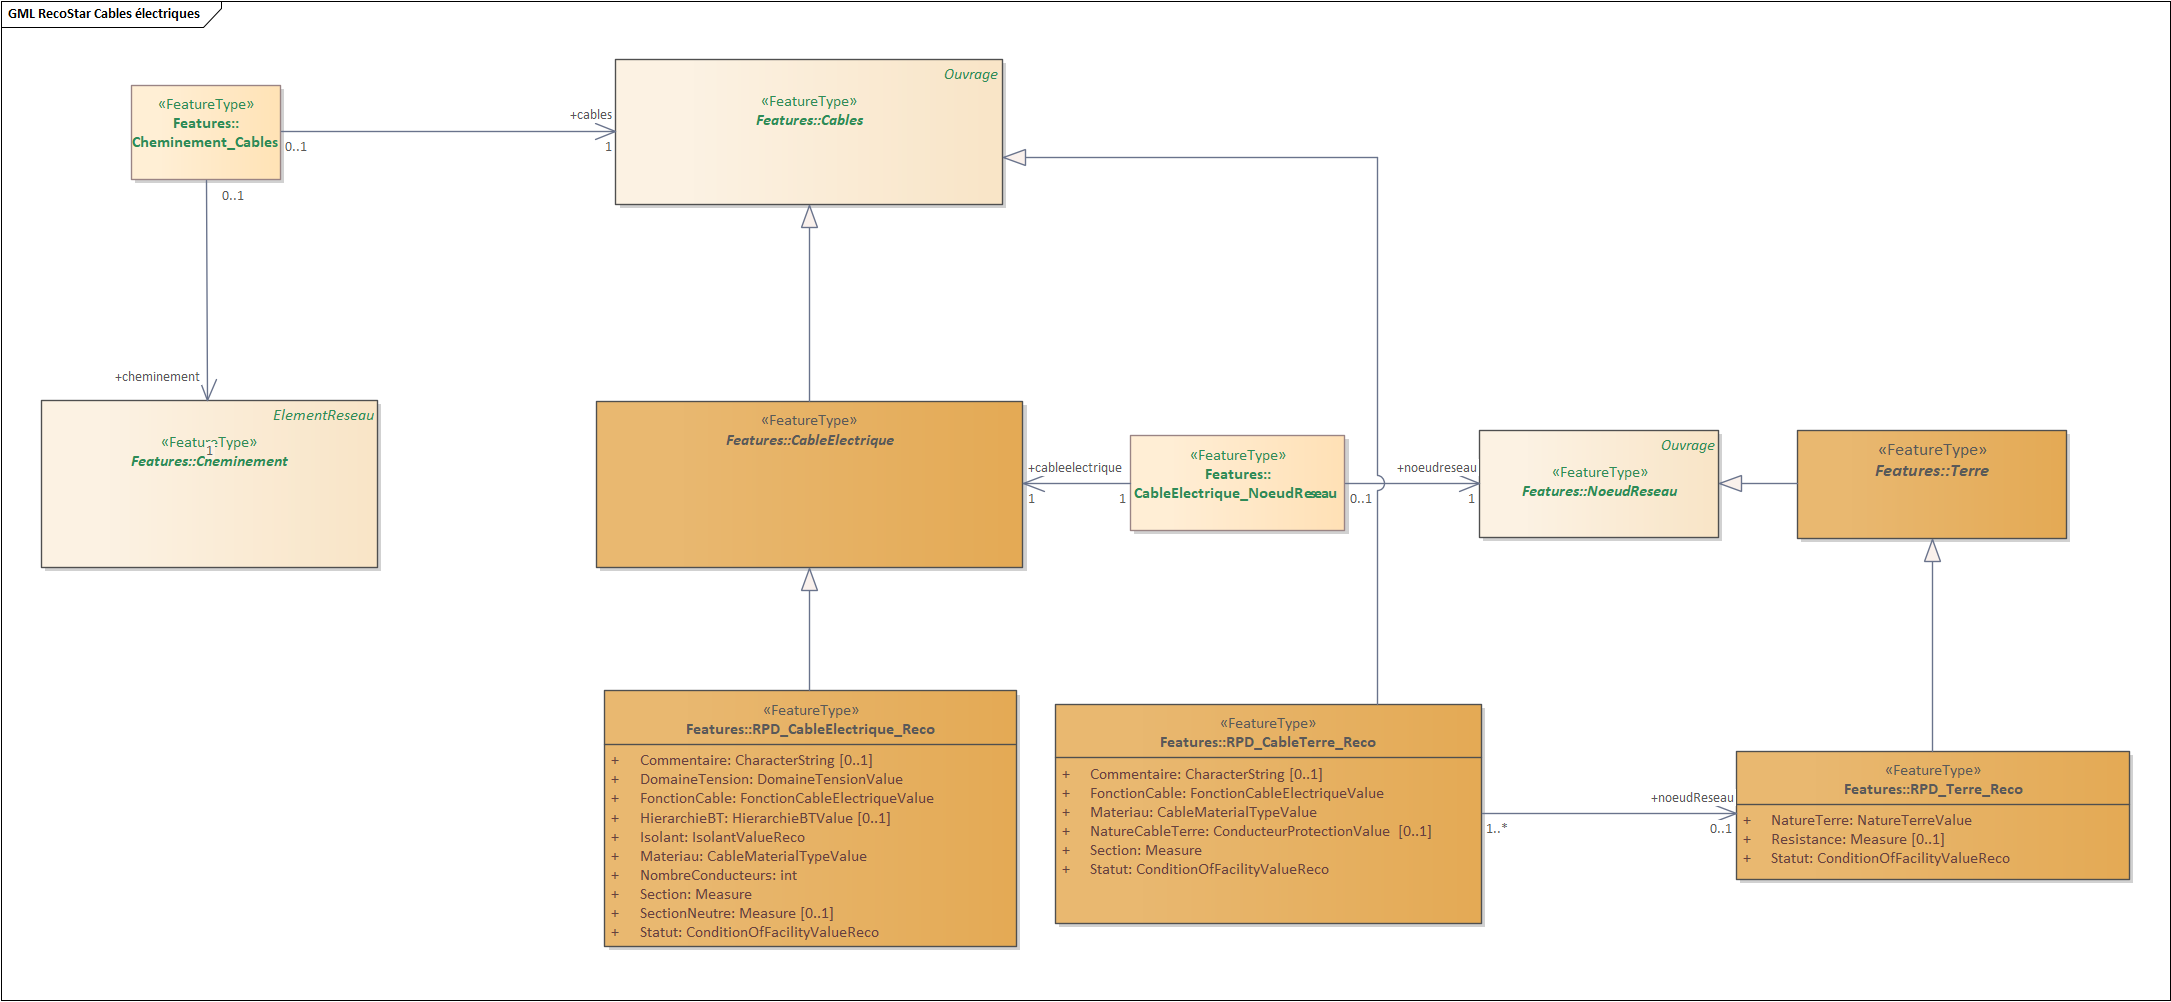 GML RecoStar Cables électriques
«FeatureType»
Features::
Cheminement_Cables
0..1
0..1
+cables
1
Ouvrage
«FeatureType»
Features::Cables
+cheminement
1
ElementReseau
«FeatureType»
Features::Cheminement
«FeatureType»
Features::CableElectrique
+cableelectrique
1
1
«FeatureType»
Features::
CableElectrique_NoeudReseau
0..1
+noeudreseau
1
Ouvrage
«FeatureType»
Features::NoeudReseau
«FeatureType»
Features::Terre
«FeatureType»
Features::RPD_CableElectrique_Reco
+ Commentaire: CharacterString [0..1]
+ DomaineTension: DomaineTensionValue
+ FonctionCable: FonctionCableElectriqueValue
+ HierarchieBT: HierarchieBTValue [0..1]
+ Isolant: IsolantValueReco
+ Materiau: CableMaterialTypeValue
+ NombreConducteurs: int
+ Section: Measure
+ SectionNeutre: Measure [0..1]
+ Statut: ConditionOfFacilityValueReco
«FeatureType»
Features::RPD_CableTerre_Reco
+ Commentaire: CharacterString [0..1]
+ FonctionCable: FonctionCableElectriqueValue
+ Materiau: CableMaterialTypeValue
+ NatureCableTerre: ConducteurProtectionValue [0..1]
+ Section: Measure
+ Statut: ConditionOfFacilityValueReco
1..*
+noeudReseau
0..1
«FeatureType»
Features::RPD_Terre_Reco
+ NatureTerre: NatureTerreValue
+ Resistance: Measure [0..1]
+ Statut: ConditionOfFacilityValueReco